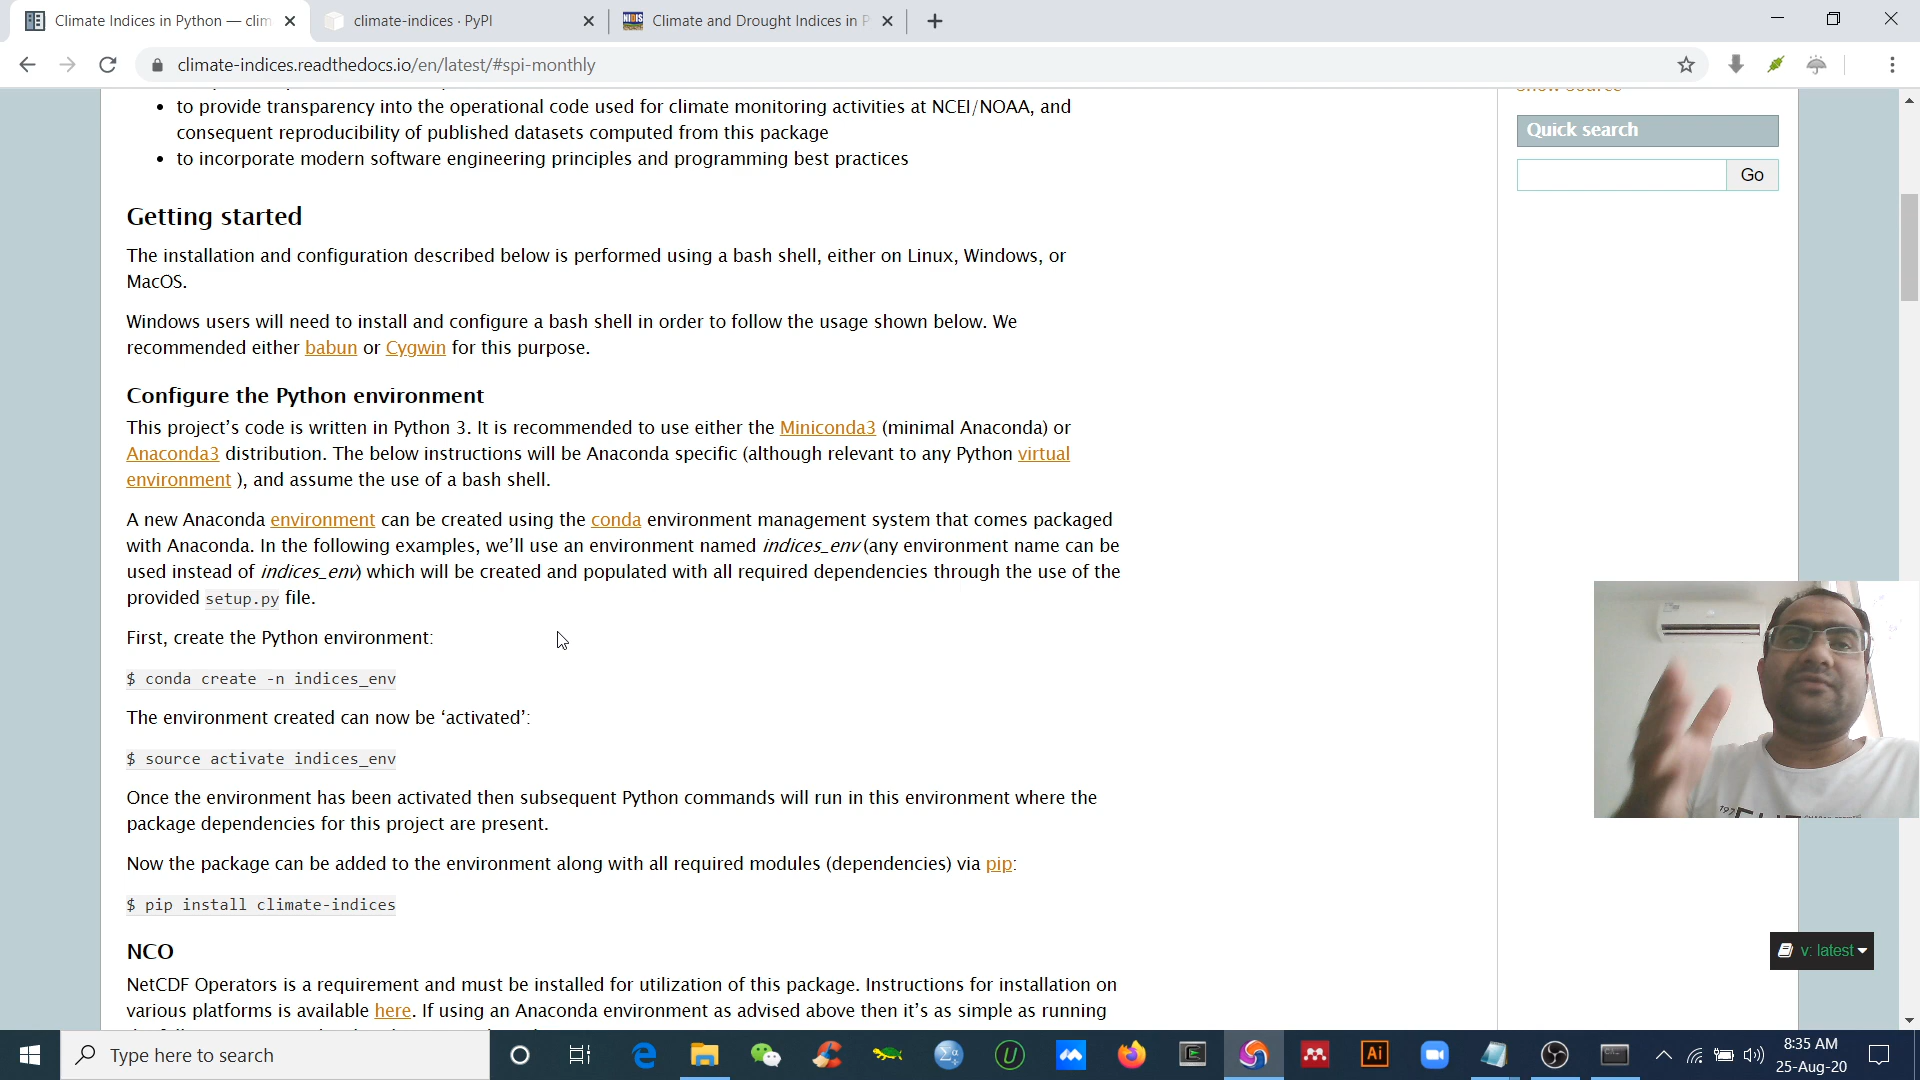 Climate Indices in Python — clim
climate-indices · PyPI
NIDIS
Climate and Drought Indices in P
climate-indices.readthedocs.io/en/latest/#spi-monthly
• to provide transparency into the operational code used for climate monitoring activities at NCEI/NOAA, and
consequent reproducibility of published datasets computed from this package
• to incorporate modern software engineering principles and programming best practices
Quick search
Go
Getting started
The installation and configuration described below is performed using a bash shell, either on Linux, Windows, or
MacOS.
Windows users will need to install and configure a bash shell in order to follow the usage shown below. We
recommended either babun or Cygwin for this purpose.
Configure the Python environment
This project’s code is written in Python 3. It is recommended to use either the Miniconda3 (minimal Anaconda) or
Anaconda3 distribution. The below instructions will be Anaconda specific (although relevant to any Python virtual
environment ), and assume the use of a bash shell.
A new Anaconda environment can be created using the conda environment management system that comes packaged
with Anaconda. In the following examples, we’ll use an environment named indices_env (any environment name can be
used instead of indices_env) which will be created and populated with all required dependencies through the use of the
provided setup.py file.
First, create the Python environment:
$ conda create -n indices_env
The environment created can now be ‘activated’:
$ source activate indices_env
Once the environment has been activated then subsequent Python commands will run in this environment where the
package dependencies for this project are present.
Now the package can be added to the environment along with all required modules (dependencies) via pip:
$ pip install climate-indices
v: latest
NCO
NetCDF Operators is a requirement and must be installed for utilization of this package. Instructions for installation on
various platforms is available here. If using an Anaconda environment as advised above then it’s as simple as running
Type here to search
Ai
8:35 AM
25-Aug-20